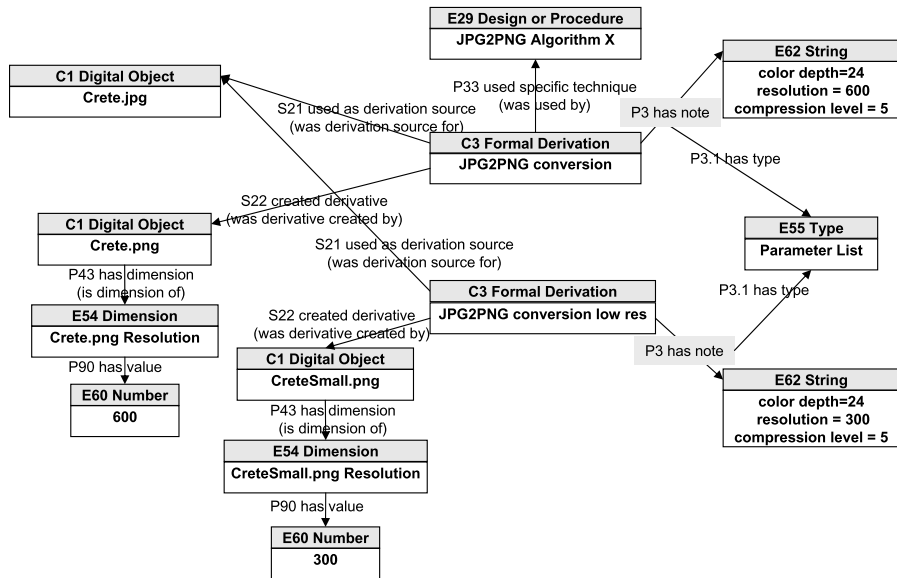 E29 Design or Procedure
JPG2PNG Algorithm X
E62 String
color depth=24
resolution = 600
compression level = 5
C1 Digital Object
Crete.jpg
P33 used specific technique
(was used by)
S21 used as derivation source
(was derivation source for)
P3 has note
C3 Formal Derivation
JPG2PNG conversion
P3.1 has type
S22 created derivative
(was derivative created by)
C1 Digital Object
Crete.png
E55 Type
Parameter List
S21 used as derivation source
(was derivation source for)
P43 has dimension
(is dimension of)
P3.1 has type
C3 Formal Derivation
JPG2PNG conversion low res
E54 Dimension
Crete.png Resolution
S22 created derivative
(was derivative created by)
P3 has note
C1 Digital Object
CreteSmall.png
P90 has value
E60 Number
600
E62 String
color depth=24
resolution = 300
compression level = 5
P43 has dimension
(is dimension of)
E54 Dimension
CreteSmall.png Resolution
P90 has value
E60 Number
300